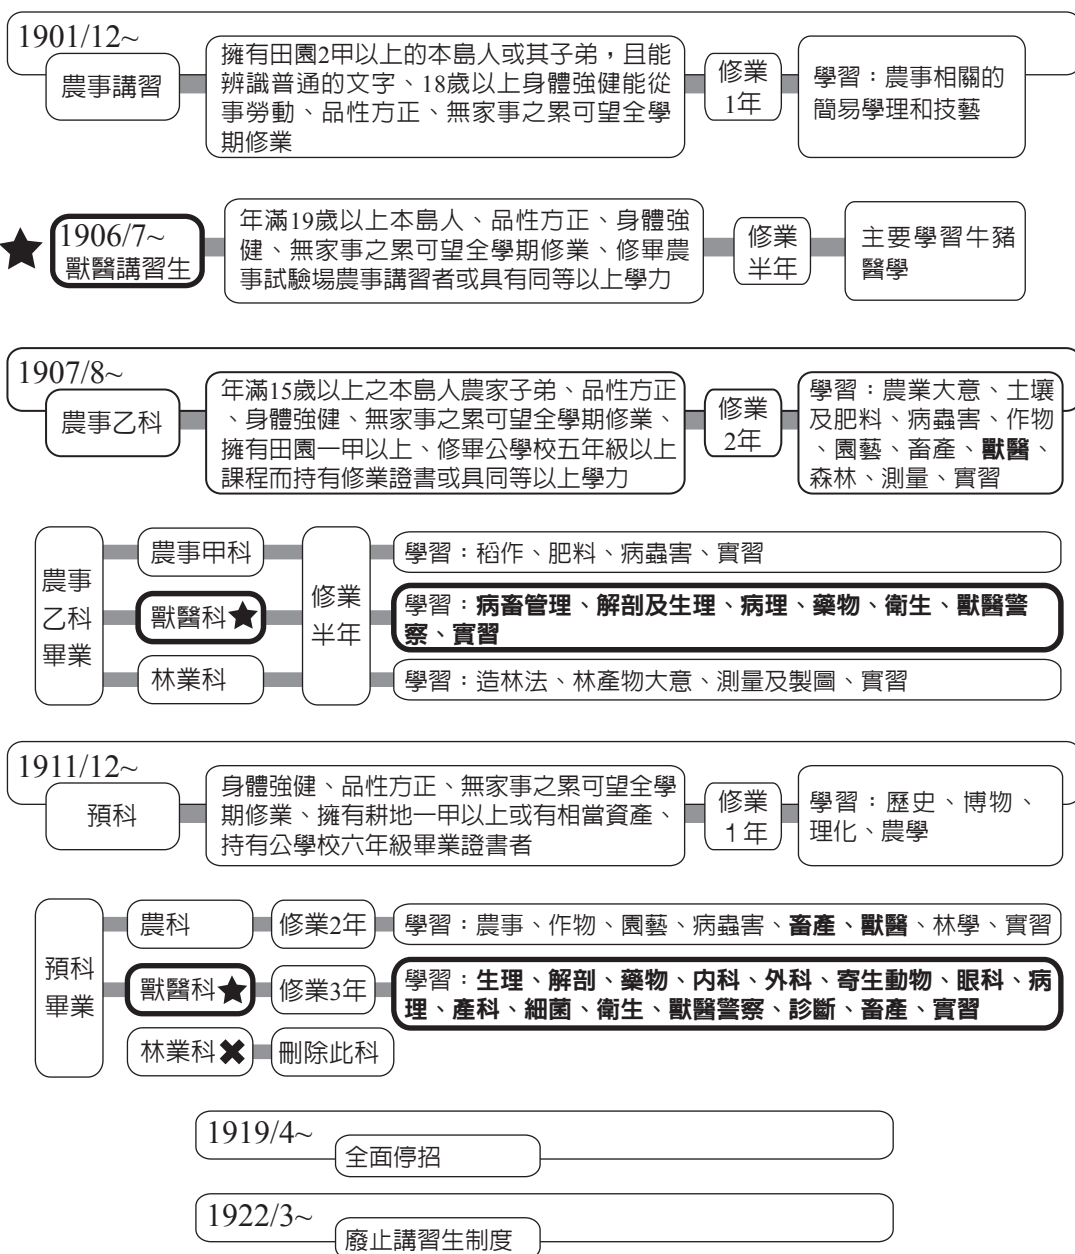 1901/12~
農事講習
擁有田園2甲以上的本島人或其子弟，且能
辨識普通的文字、18歲以上身體強健能從
事勞動、品性方正、無家事之累可望全學
期修業
修業
1年
學習：農事相關的
簡易學理和技藝
1906/7~
獸醫講習生
年滿19歲以上本島人、品性方正、身體強
健、無家事之累可望全學期修業、修畢農
事試驗場農事講習者或具有同等以上學力
修業
半年
主要學習牛豬
醫學
1907/8~
農事乙科
年滿15歲以上之本島人農家子弟、品性方正
、身體強健、無家事之累可望全學期修業、
擁有田園一甲以上、修畢公學校五年級以上
課程而持有修業證書或具同等以上學力
修業
2年
學習：農業大意、土壤
及肥料、病蟲害、作物
、園藝、畜產、獸醫、
森林、測量、實習
農事
乙科
畢業
農事甲科
獸醫科
林業科
修業
半年
學習：稻作、肥料、病蟲害、實習
學習：病畜管理、解剖及生理、病理、藥物、衛生、獸醫警
察、實習
學習：造林法、林產物大意、測量及製圖、實習
1911/12~
預科
身體強健、品性方正、無家事之累可望全學
期修業、擁有耕地一甲以上或有相當資產、
持有公學校六年級畢業證書者
修業
1年
學習：歷史、博物、
理化、農學
預科
畢業
農科
修業2年
學習：農事、作物、園藝、病蟲害、畜產、獸醫、林學、實習
獸醫科
修業3年
學習：生理、解剖、藥物、內科、外科、寄生動物、眼科、病
理、產科、細菌、衛生、獸醫警察、診斷、畜產、實習
林業科
刪除此科
1919/4~
全面停招
1922/3~
廢止講習生制度